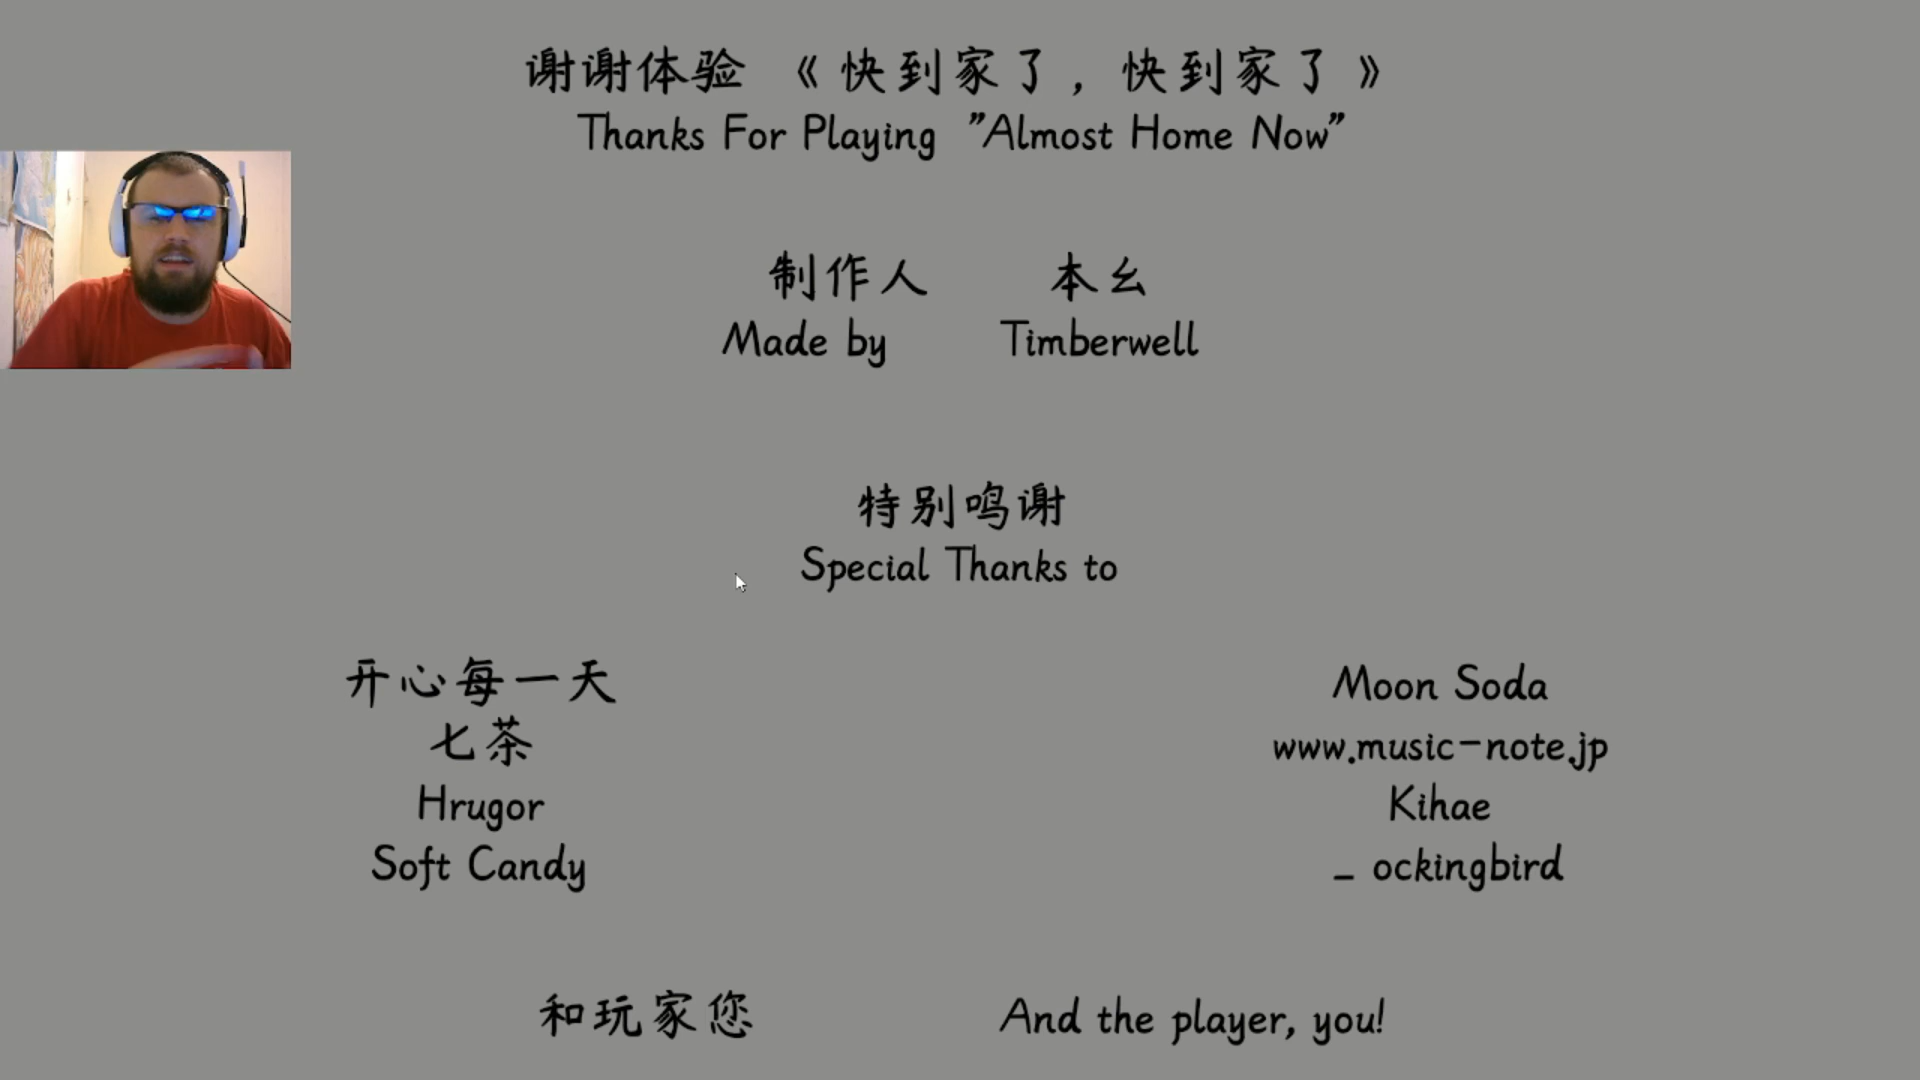 谢谢体验 《快到家了，快到家了》
Thanks For Playing "Almost Home Now"
制作人 本幺
Made by Timberwell
特别鸣谢
Special Thanks to
开心每一天
七茶
Hrugor
Soft Candy
Moon Soda
www.music-note.jp
Kihae
_ ockingbird
和玩家您 And the player, you!